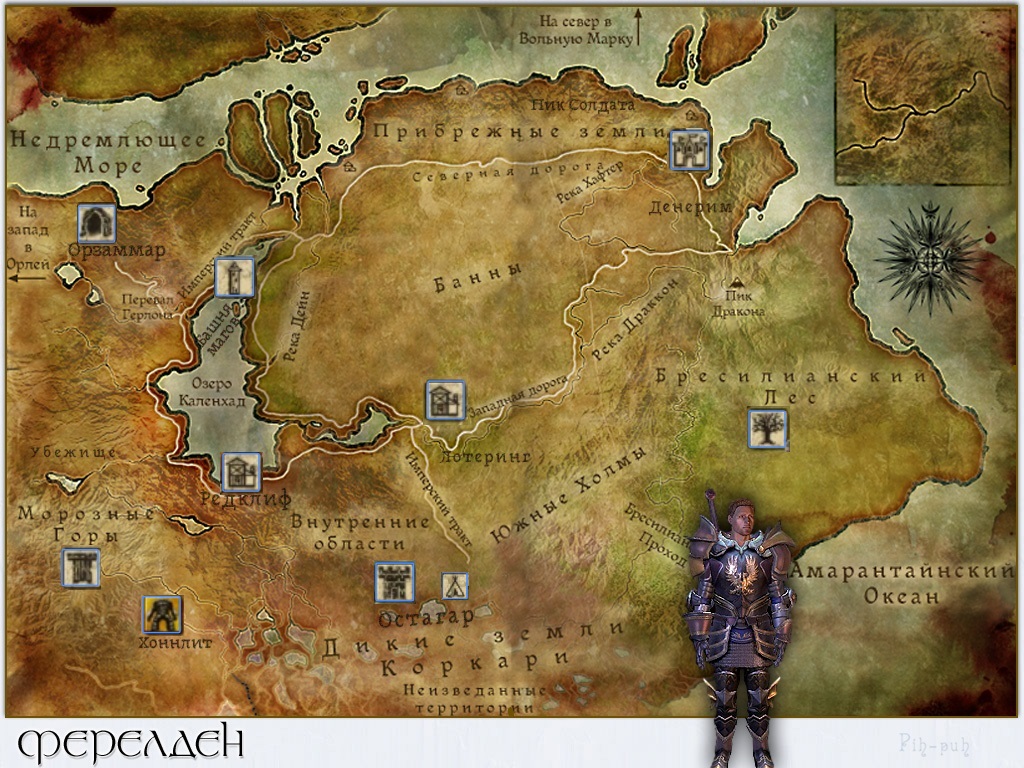 На север в
Вольную Марку
Пик Солдата
Прибрежные земли
Недремлющее
Море
Северная дорога
Река Хафтер
Денерим
На
запад
в
Орлей
Орзаммар
Имперский тракт
Банны
Перевал
Герлона
Башня
Магов
Река Дейн
Пик
Дракона
Река Драккон
Бресилианский
Лес
Озеро
Каленхад
Западная дорога
Лотеринг
Убежище
Редклиф
Имперский тракт
Южные Холмы
Морозные
Горы
Внутренние
области
Бресилиан
Проход
Амарантайнский
Океан
Остагар
Хоннлит
Дикие земли
Коркари
Неизведанные
территории
Ферелден
Pih-puh